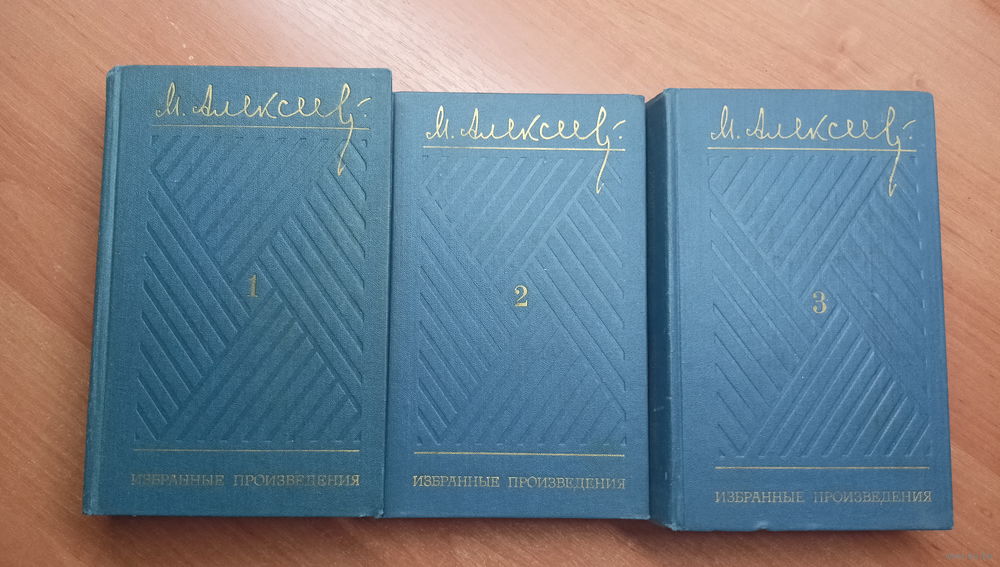 М. Алексеев
1
ИЗБРАННЫЕ ПРОИЗВЕДЕНИЯ
М. Алексеев
2
ИЗБРАННЫЕ ПРОИЗВЕДЕНИЯ
М. Алексеев
3
ИЗБРАННЫЕ ПРОИЗВЕДЕНИЯ